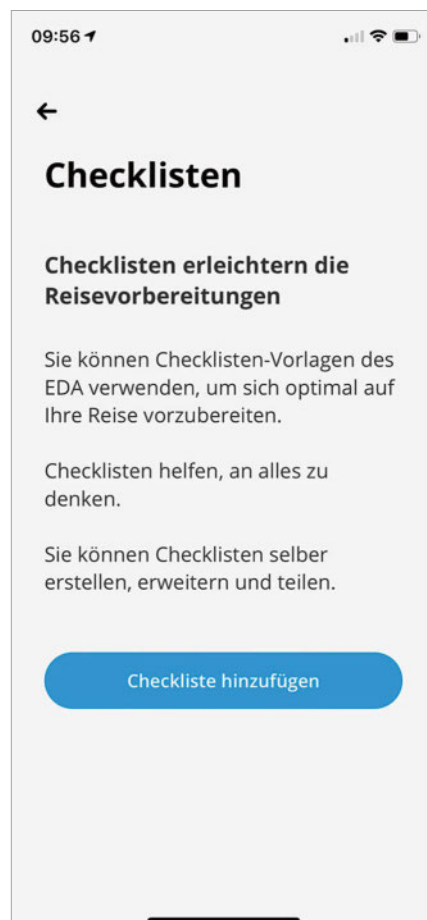 09:56
Checklisten
Checklisten erleichtern die
Reisevorbereitungen
Sie können Checklisten-Vorlagen des
EDA verwenden, um sich optimal auf
Ihre Reise vorzubereiten.
Checklisten helfen, an alles zu
denken.
Sie können Checklisten selber
erstellen, erweitern und teilen.
Checkliste hinzufügen